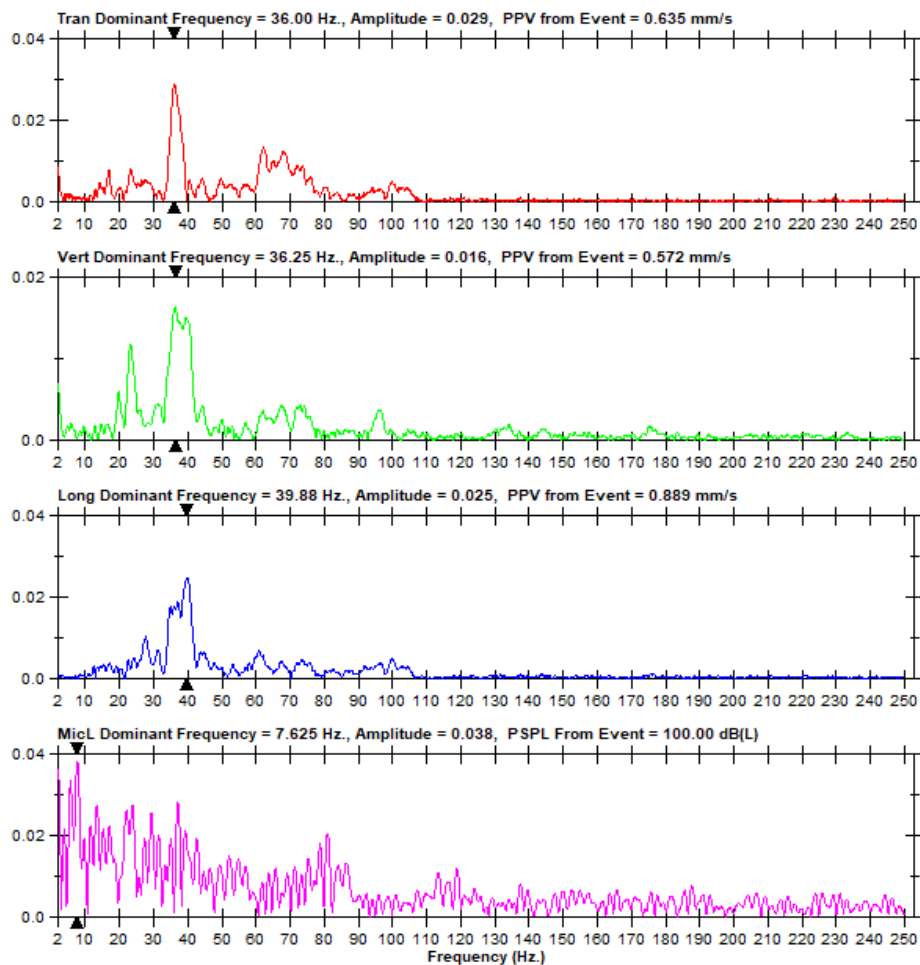 Tran Dominant Frequency = 36.00 Hz., Amplitude = 0.029, PPV from Event = 0.635 mm/s
0.04
0.02
0.0
2 10 20 30 40 50 60 70 80 90 100 110 120 130 140 150 160 170 180 190 200 210 220 230 240 250
Vert Dominant Frequency = 36.25 Hz., Amplitude = 0.016, PPV from Event = 0.572 mm/s
0.02
0.0
2 10 20 30 40 50 60 70 80 90 100 110 120 130 140 150 160 170 180 190 200 210 220 230 240 250
Long Dominant Frequency = 39.88 Hz., Amplitude = 0.025, PPV from Event = 0.889 mm/s
0.04
0.02
0.0
2 10 20 30 40 50 60 70 80 90 100 110 120 130 140 150 160 170 180 190 200 210 220 230 240 250
MicL Dominant Frequency = 7.625 Hz., Amplitude = 0.038, PSPL From Event = 100.00 dB(L)
0.04
0.02
0.0
2 10 20 30 40 50 60 70 80 90 100 110 120 130 140 150 160 170 180 190 200 210 220 230 240 250
Frequency (Hz.)